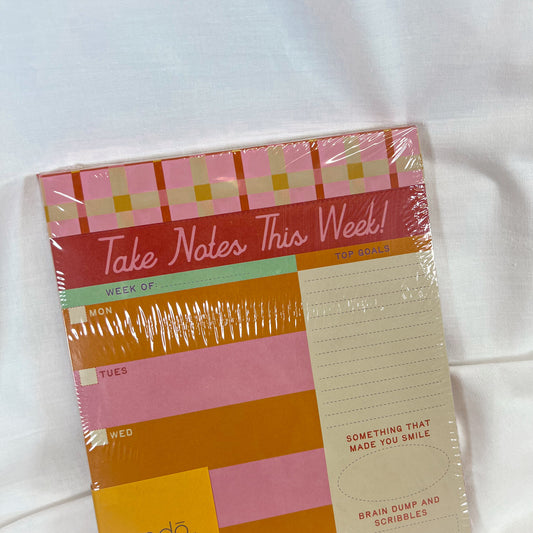 Take Notes This Week!
WEEK OF:
TOP GOALS
MON
TUES
WED
SOMETHING THAT
MADE YOU SMILE
BRAIN DUMP AND
SCRIBBLES